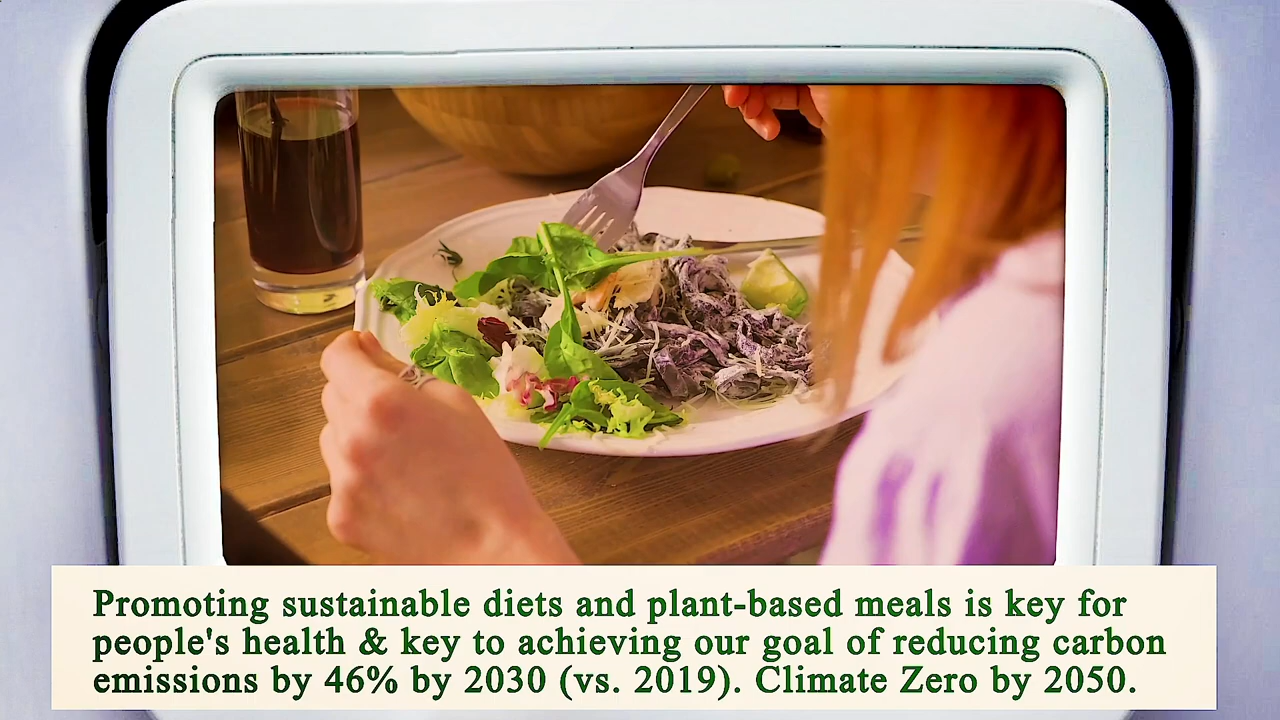 Promoting sustainable diets and plant-based meals is key for
people's health & key to achieving our goal of reducing carbon
emissions by 46% by 2030 (vs. 2019). Climate Zero by 2050.